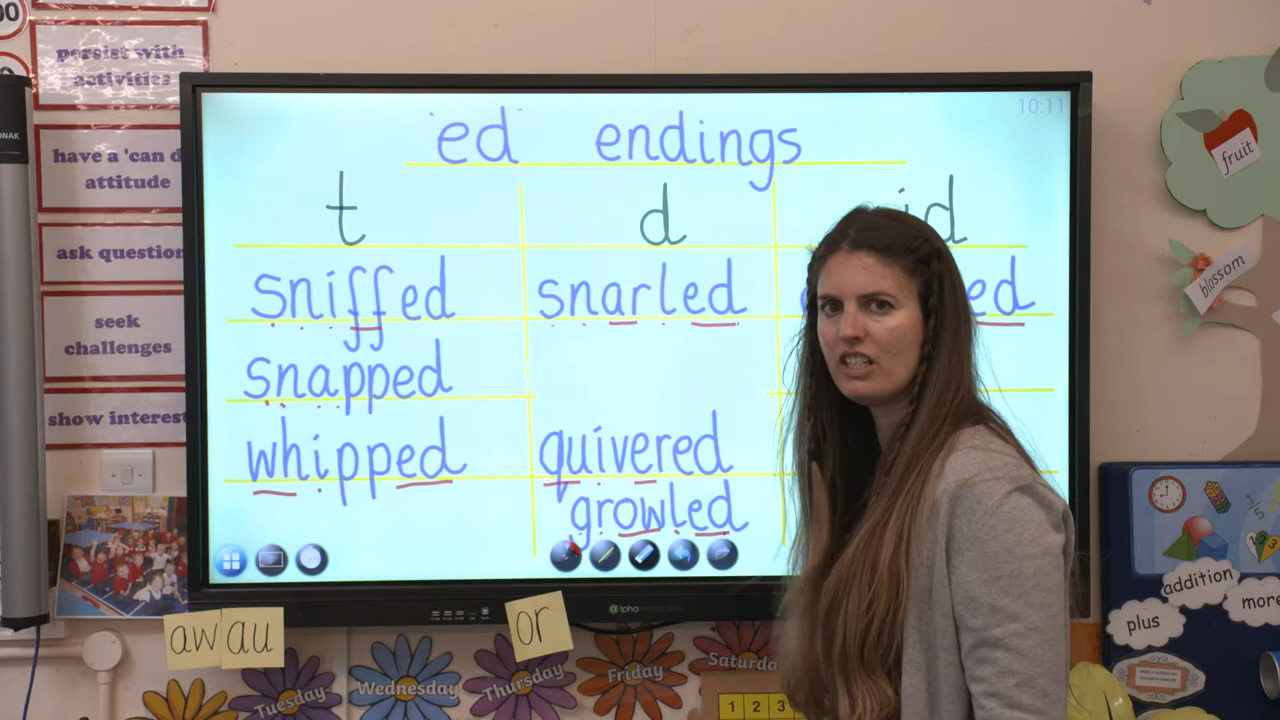 persist with
activities
have a 'can d
attitude
ask question
seek
challenges
show interest
10:11
ed endings
t d id
sniffed snarled ed
snapped
whipped quivered
growled
fruit
blossom
addition
more
plus
aw au or
Tuesday Wednesday Thursday Friday Saturda
1 2 3